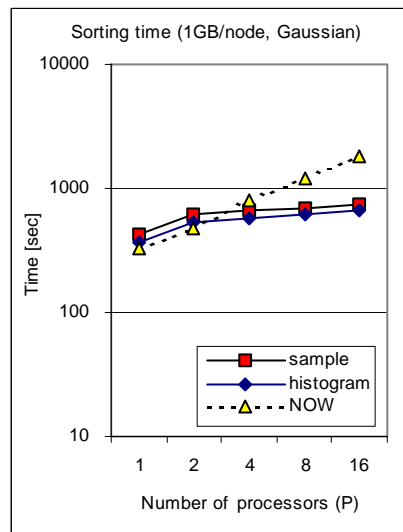 Sorting time (1GB/node, Gaussian)
10000
1000
100
10
Time [sec]
sample
histogram
NOW
1 2 4 8 16
Number of processors (P)